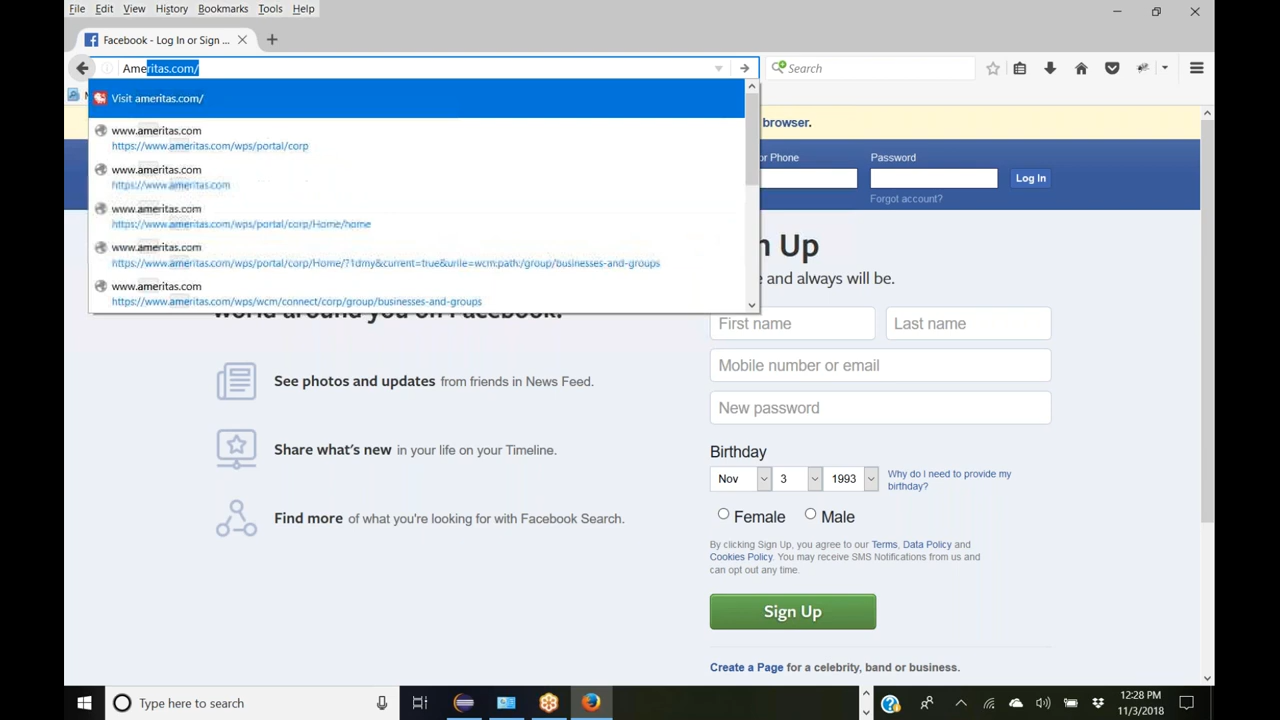 File Edit View History Bookmarks Tools Help
Facebook - Log In or Sign ...
Ameritas.com/
Search
Visit ameritas.com/
www.ameritas.com
https://www.ameritas.com/wps/portal/corp
www.ameritas.com
https://www.ameritas.com
www.ameritas.com
https://www.ameritas.com/wps/portal/corp/Home/home
www.ameritas.com
https://www.ameritas.com/wps/portal/corp/Home/?1dmy&current=true&urile=wcm:path:/group/businesses-and-groups
www.ameritas.com
https://www.ameritas.com/wps/wcm/connect/corp/group/businesses-and-groups
browser.
or Phone Password
Log In
Forgot account?
n Up
e and always will be.
world around you on Facebook.
First name Last name
Mobile number or email
New password
See photos and updates from friends in News Feed.
Share what's new in your life on your Timeline.
Find more of what you're looking for with Facebook Search.
Birthday
Nov 3 1993
Why do I need to provide my
birthday?
Female Male
By clicking Sign Up, you agree to our Terms, Data Policy and
Cookies Policy. You may receive SMS Notifications from us and
can opt out any time.
Sign Up
Create a Page for a celebrity, band or business.
Type here to search
12:28 PM
11/3/2018